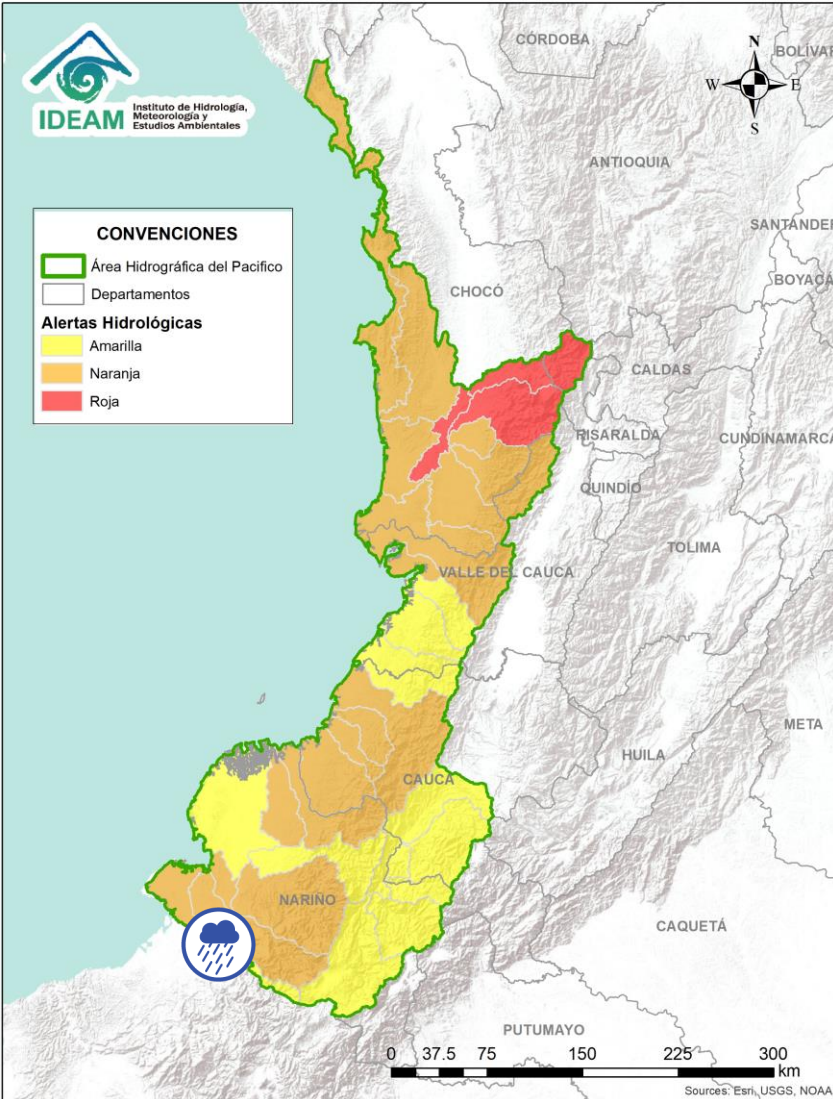 IDEAM
Instituto de Hidrología,
Meteorología y
Estudios Ambientales
CONVENCIONES
Área Hidrográfica del Pacifico
Departamentos
Alertas Hidrológicas
Amarilla
Naranja
Roja
N
W
E
S
CÓRDOBA
BOLÍVAR
ANTIOQUIA
SANTANDER
BOYACÁ
CHOCÓ
CALDAS
RISARALDA
CUNDINAMARCA
QUINDÍO
TOLIMA
VALLE DEL CAUCA
META
HUILA
CAUCA
NARIÑO
CAQUETÁ
PUTUMAYO
0 37.5 75 150 225 300
km
Sources: Esri, USGS, NOAA